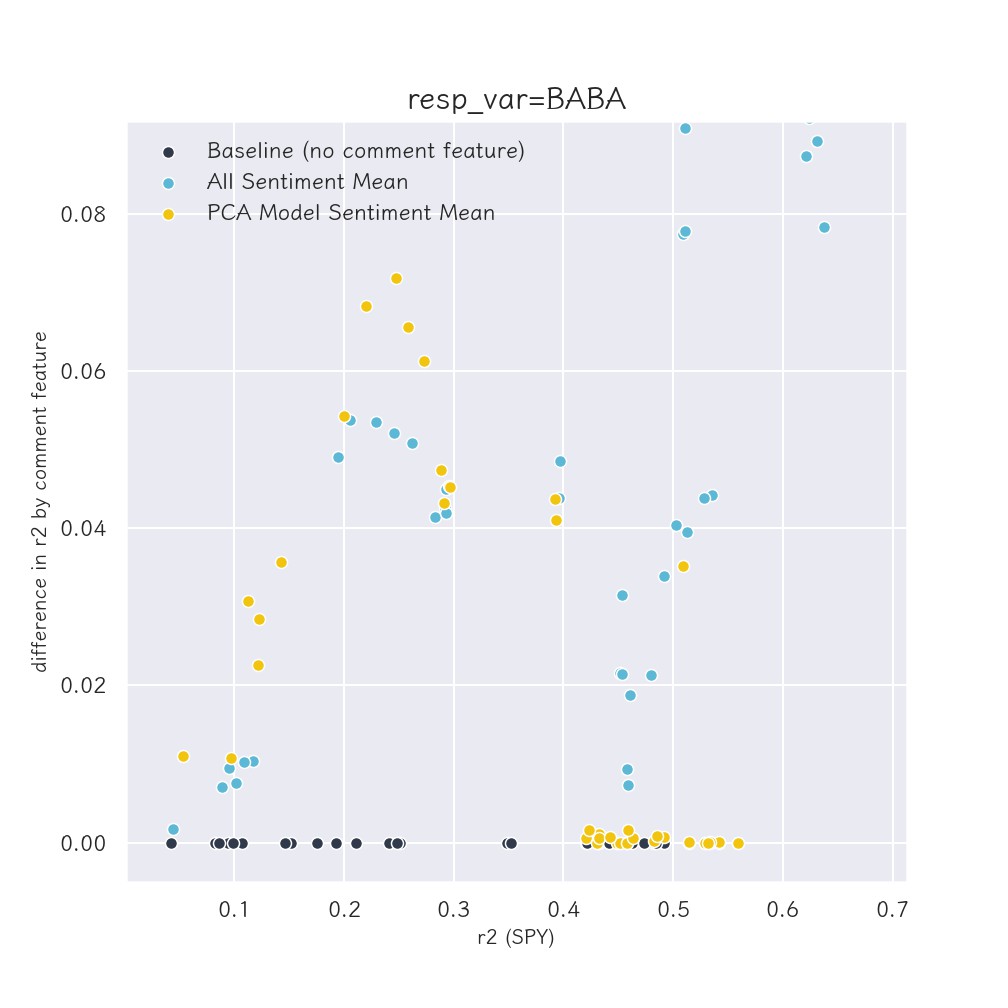 resp_var=BABA
Baseline (no comment feature)
All Sentiment Mean
PCA Model Sentiment Mean
difference in r2 by comment feature
0.08
0.06
0.04
0.02
0.00
0.1 0.2 0.3 0.4 0.5 0.6 0.7
r2 (SPY)